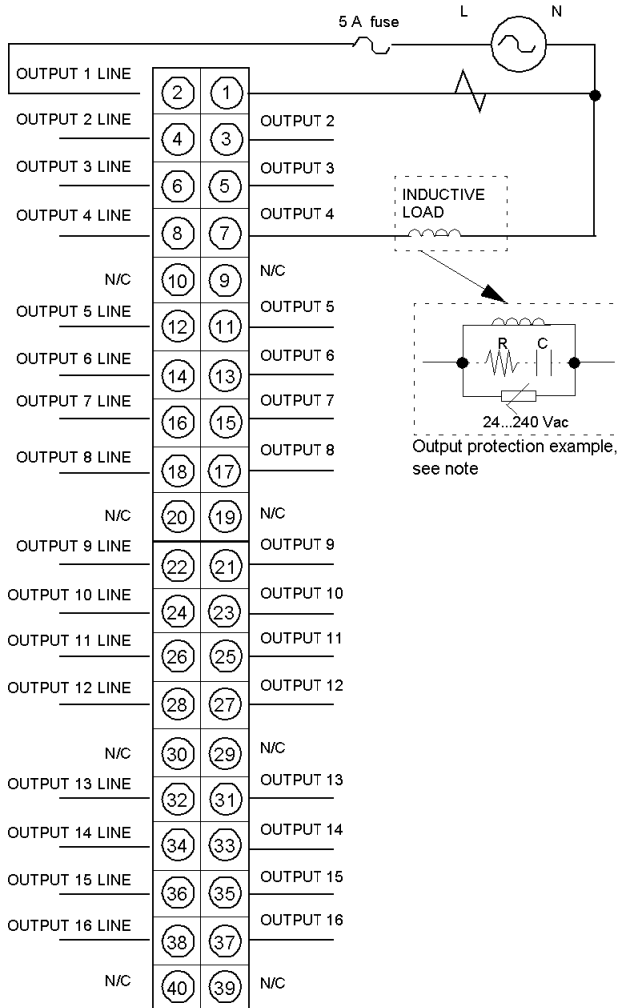 5 A fuse
L
N
OUTPUT 1 LINE
2
1
OUTPUT 2 LINE
4
3
OUTPUT 2
OUTPUT 3 LINE
6
5
OUTPUT 3
INDUCTIVE
LOAD
OUTPUT 4 LINE
8
7
OUTPUT 4
N/C
10
9
N/C
OUTPUT 5 LINE
12
11
OUTPUT 5
OUTPUT 6 LINE
14
13
OUTPUT 6
R
C
OUTPUT 7 LINE
16
15
OUTPUT 7
24...240 Vac
Output protection example,
see note
OUTPUT 8 LINE
18
17
OUTPUT 8
N/C
20
19
N/C
OUTPUT 9 LINE
22
21
OUTPUT 9
OUTPUT 10 LINE
24
23
OUTPUT 10
OUTPUT 11 LINE
26
25
OUTPUT 11
OUTPUT 12 LINE
28
27
OUTPUT 12
N/C
30
29
N/C
OUTPUT 13 LINE
32
31
OUTPUT 13
OUTPUT 14 LINE
34
33
OUTPUT 14
OUTPUT 15 LINE
36
35
OUTPUT 15
OUTPUT 16 LINE
38
37
OUTPUT 16
N/C
40
39
N/C